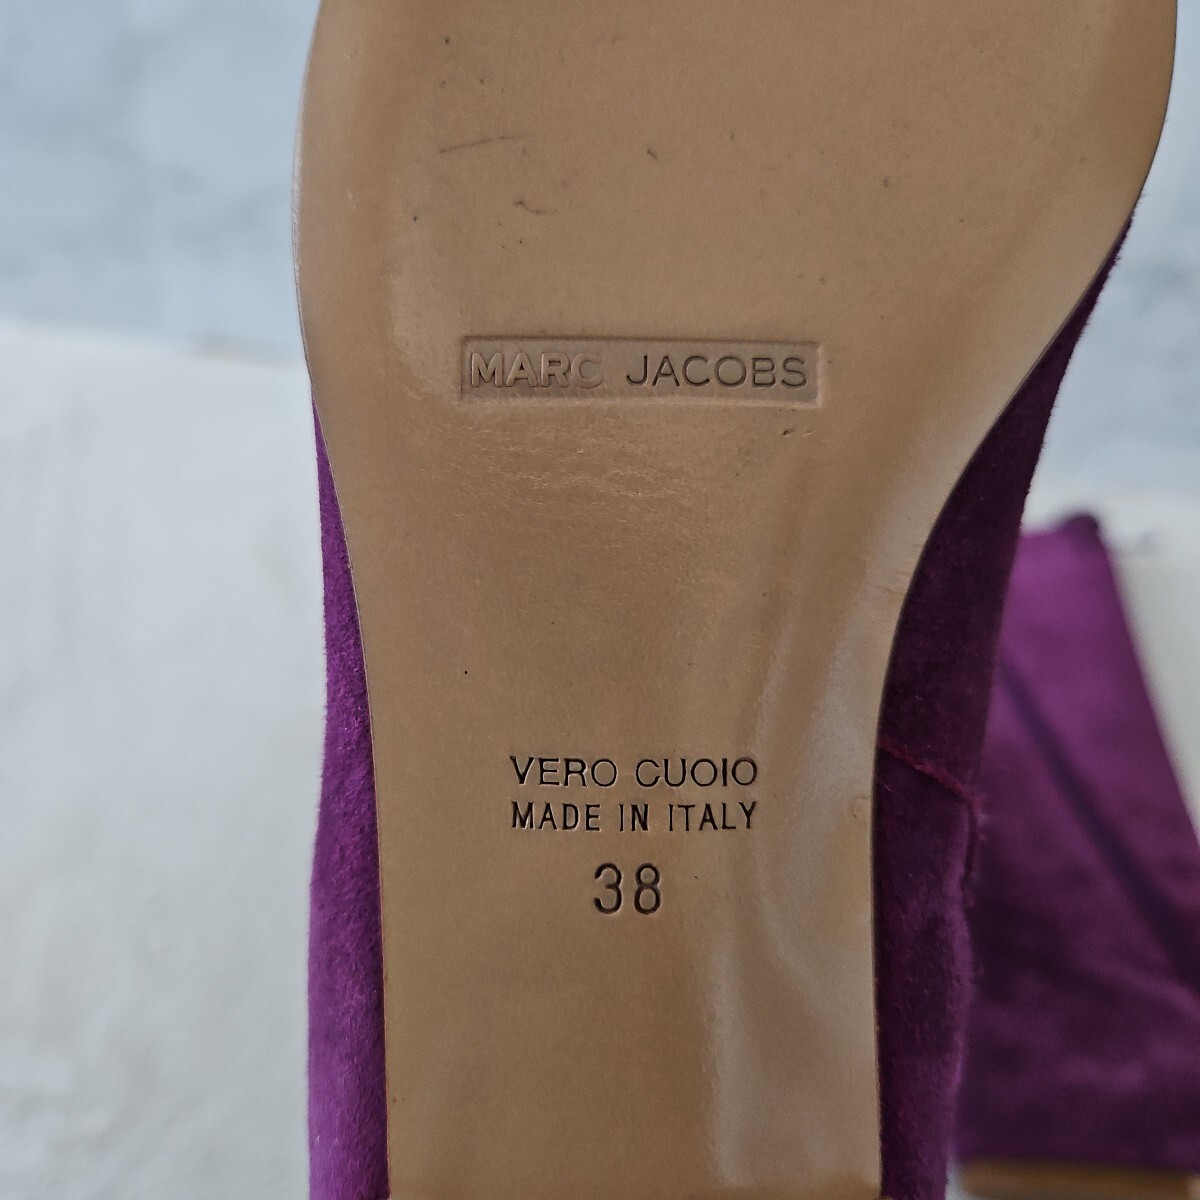 MARC JACOBS
VERO CUOIO
MADE IN ITALY
38